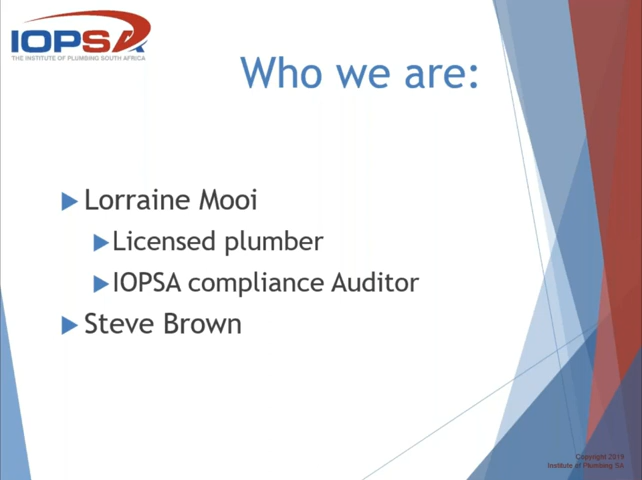 IOPSA
THE INSTITUTE OF PLUMBING SOUTH AFRICA
Who we are:
Lorraine Mooi
Licensed plumber
IOPSA compliance Auditor
Steve Brown
Copyright 2019
Institute of Plumbing SA